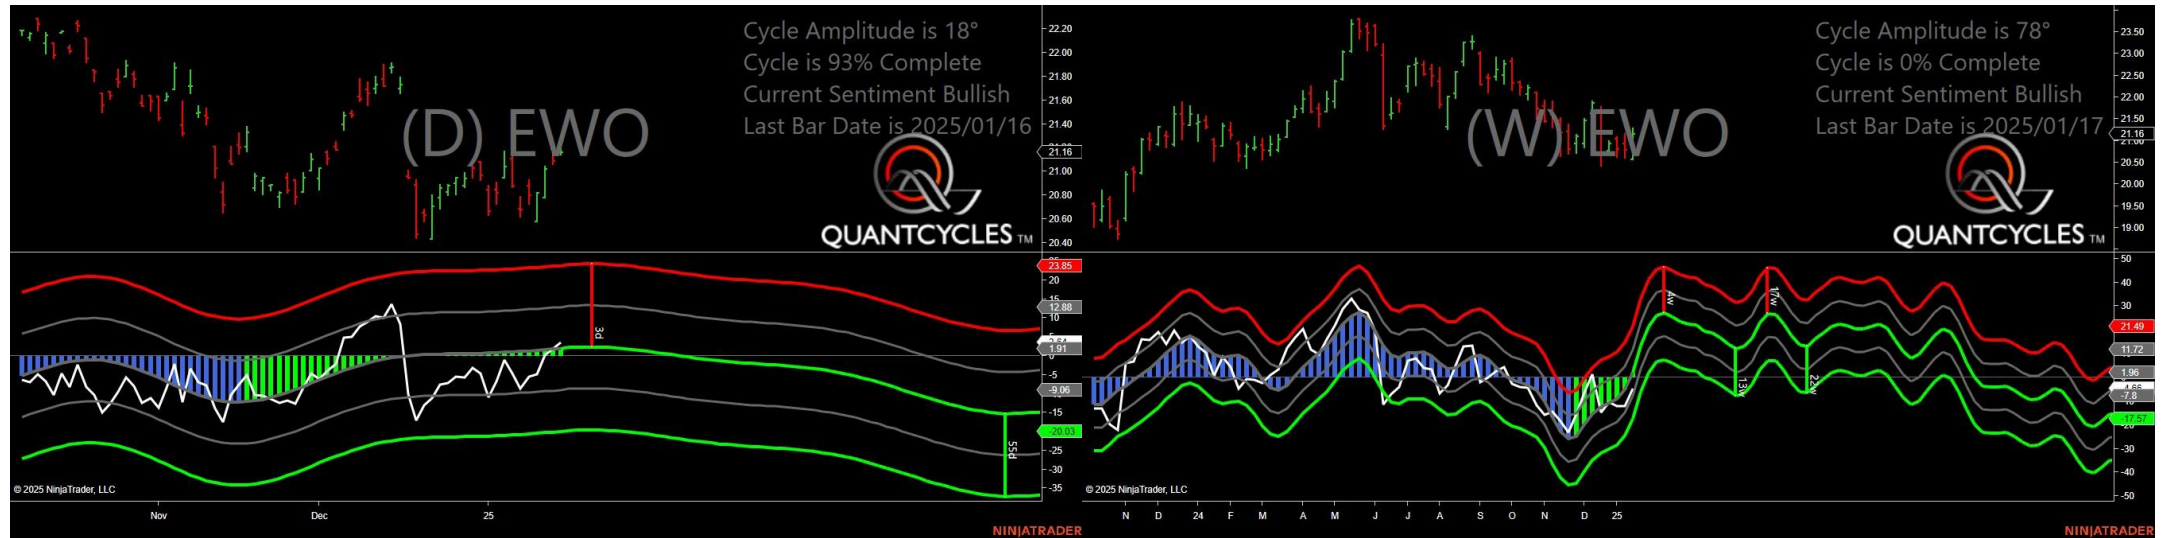 Cycle Amplitude is 18°
Cycle is 93% Complete
Current Sentiment Bullish
Last Bar Date is 2025/01/16
(D) EWO
QUANTCYCLES TM
22.20
22.00
21.80
21.60
21.40
21.16
21.00
20.80
20.60
20.40
23.85
20
15
12.88
10
5
1.91
0
-5
-9.06
-15
-20.03
-25
-30
-35
3d
55d
© 2025 NinjaTrader, LLC
Nov
Dec
25
NINJATRADER
Cycle Amplitude is 78°
Cycle is 0% Complete
Current Sentiment Bullish
Last Bar Date is 2025/01/17
(W) EWO
QUANTCYCLES TM
23.50
23.00
22.50
22.00
21.50
21.16
21.00
20.50
20.00
19.50
19.00
50
40
30
21.49
11.72
1.96
-4.66
-7.8
-17.57
-20
-30
-40
-50
4w
17w
13w
22w
© 2025 NinjaTrader, LLC
N D 24 F M A M J J A S O N D 25
NINJATRADER